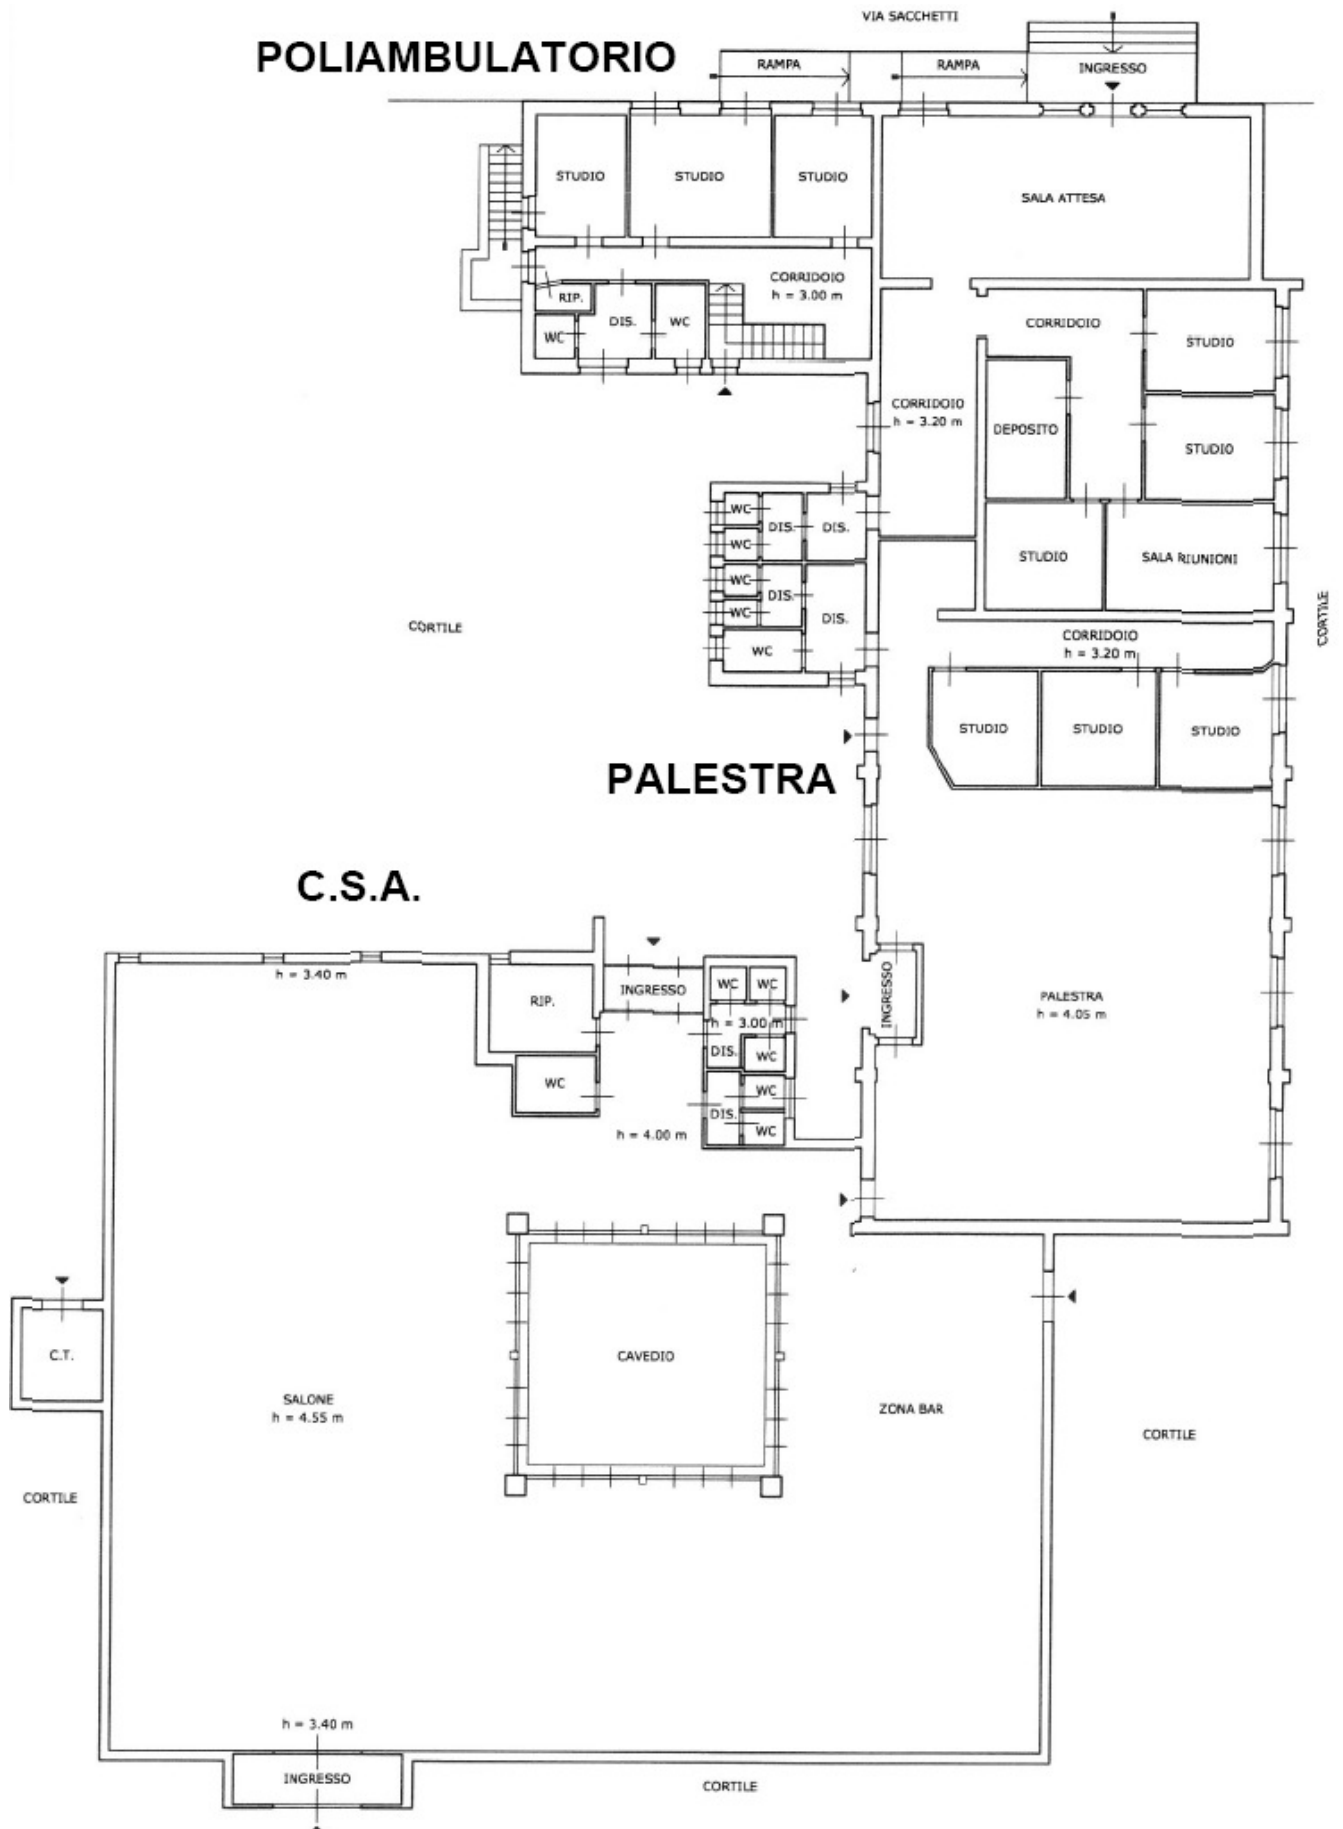 VIA SACCHETTI
POLIAMBULATORIO
RAMPA
RAMPA
INGRESSO
STUDIO
STUDIO
STUDIO
SALA ATTESA
CORRIDOIO
h = 3.00 m
RIP.
DIS.
WC
WC
CORRIDOIO
STUDIO
CORRIDOIO
h = 3.20 m
DEPOSITO
STUDIO
WC
DIS.
DIS.
WC
STUDIO
SALA RIUNIONI
WC
DIS.
WC
DIS.
WC
CORTILE
CORTILE
CORRIDOIO
h = 3.20 m
STUDIO
STUDIO
STUDIO
PALESTRA
C.S.A.
h = 3.40 m
RIP.
INGRESSO
WC
WC
INGRESSO
PALESTRA
h = 4.05 m
h = 3.00 m
DIS.
WC
WC
WC
DIS.
WC
h = 4.00 m
C.T.
CAVEDIO
SALONE
h = 4.55 m
ZONA BAR
CORTILE
CORTILE
h = 3.40 m
INGRESSO
CORTILE